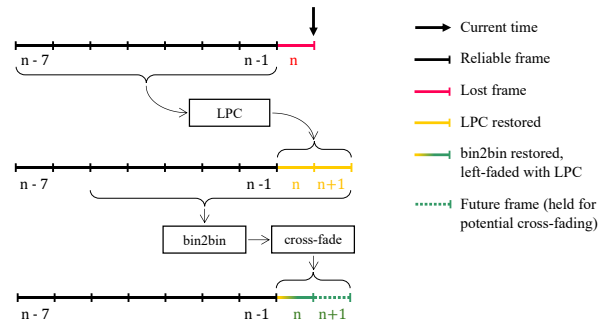 Current time
Reliable frame
n - 7
n - 1
n
Lost frame
LPC
LPC restored
bin2bin restored,
left-faded with LPC
n - 7
n - 1
n
n+1
Future frame (held for
potential cross-fading)
bin2bin
cross-fade
n - 7
n - 1
n
n+1